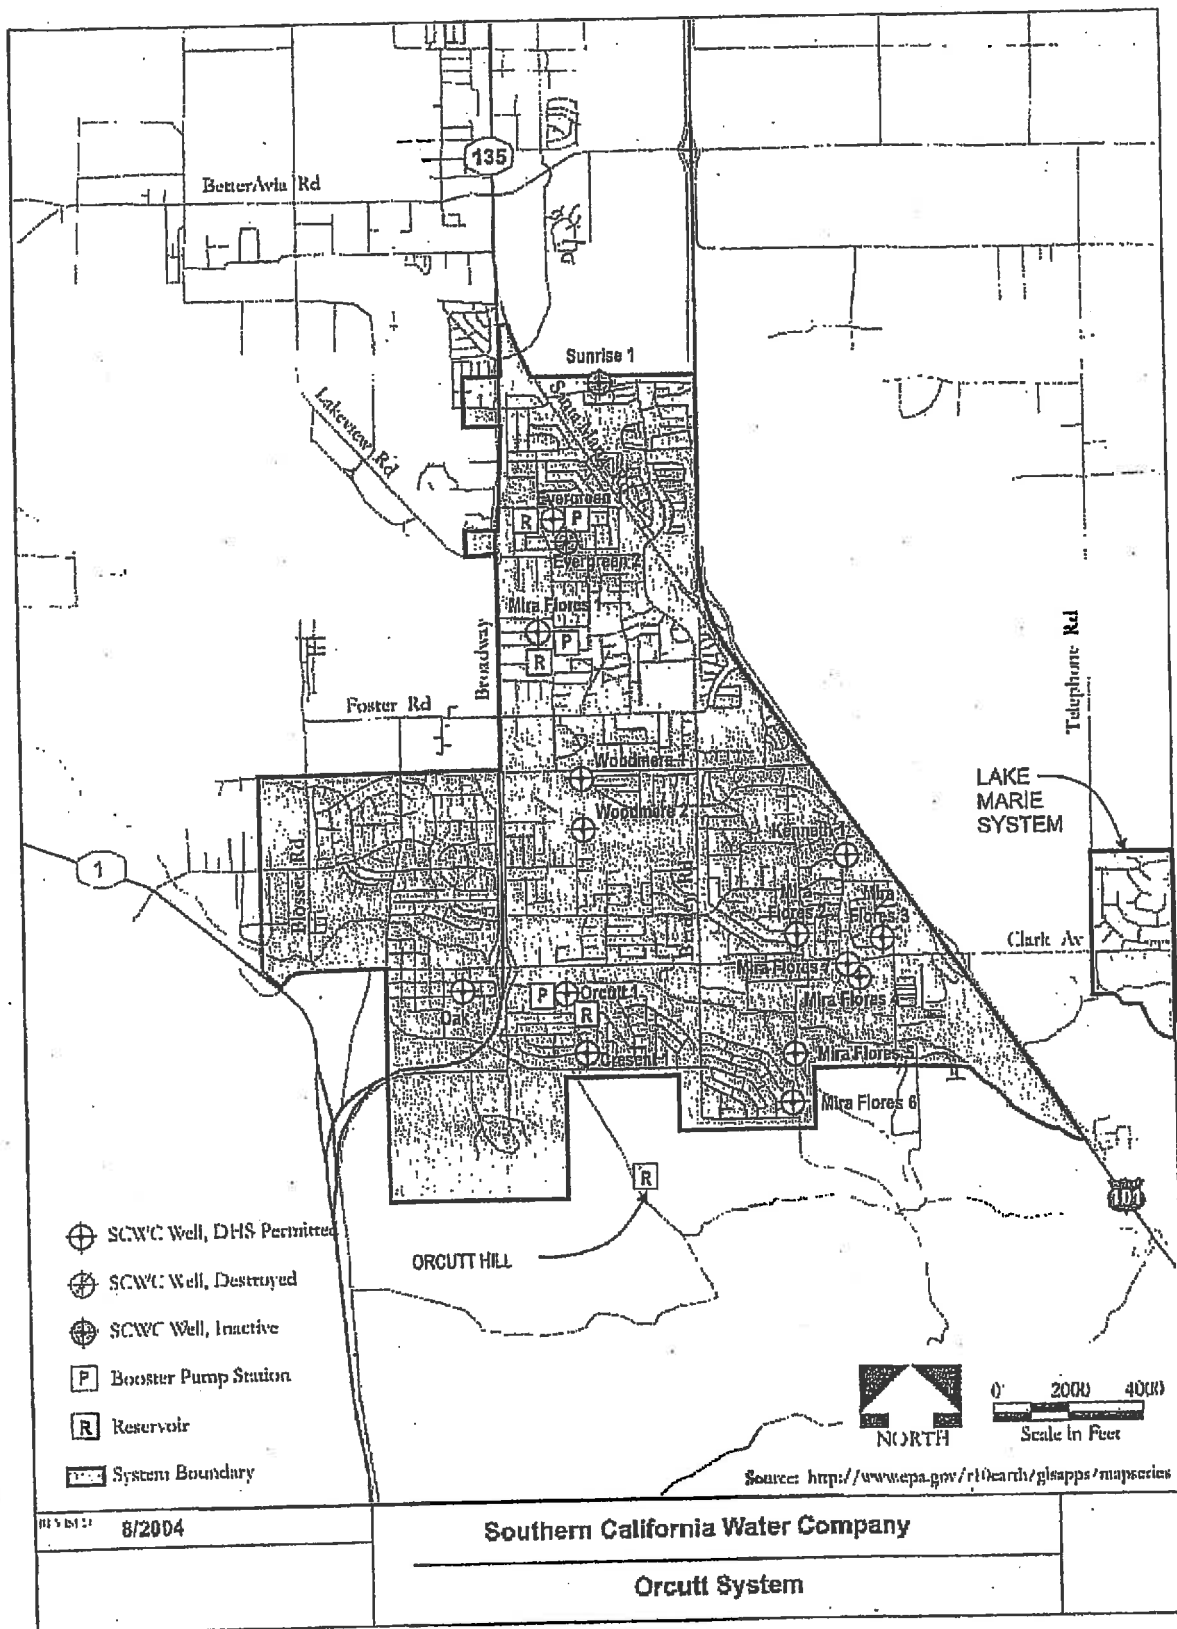 135
BetterAvia Rd
Sunrise 1
Lakeview Rd
Evergreen
R
P
Evergreen 2
Mira Flores 1
P
R
Broadway
Foster Rd
Telephone Rd
Woodmere 1
LAKE
MARIE
SYSTEM
Woodmere 2
Kenneth 1
1
Blosser Rd
Rd
Mira
Flores 2
Mira
Flores 3
Clark Av
Mira Flores 7
Mira Flores 4
P
Orcutt 1
R
Oak
Cresent 1
Mira Flores 5
Mira Flores 6
R
101
ORCUTT HILL
SCWC Well, DHS Permitted
SCWC Well, Destroyed
SCWC Well, Inactive
P Booster Pump Station
R Reservoir
System Boundary
NORTH
0' 2000 4000
Scale In Feet
Source: http://www.epa.gov/r10earth/gisapps/mapseries
REVISED 8/2004
Southern California Water Company
Orcutt System